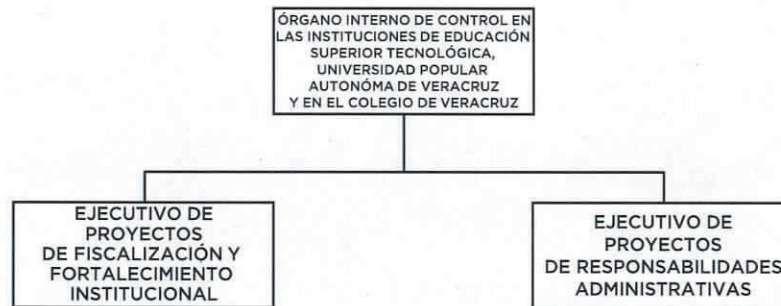 ÓRGANO INTERNO DE CONTROL EN
LAS INSTITUCIONES DE EDUCACIÓN
SUPERIOR TECNOLÓGICA,
UNIVERSIDAD POPULAR
AUTONÓMA DE VERACRUZ
Y EN EL COLEGIO DE VERACRUZ
EJECUTIVO DE
PROYECTOS
DE FISCALIZACIÓN Y
FORTALECIMIENTO
INSTITUCIONAL
EJECUTIVO DE
PROYECTOS
DE RESPONSABILIDADES
ADMINISTRATIVAS